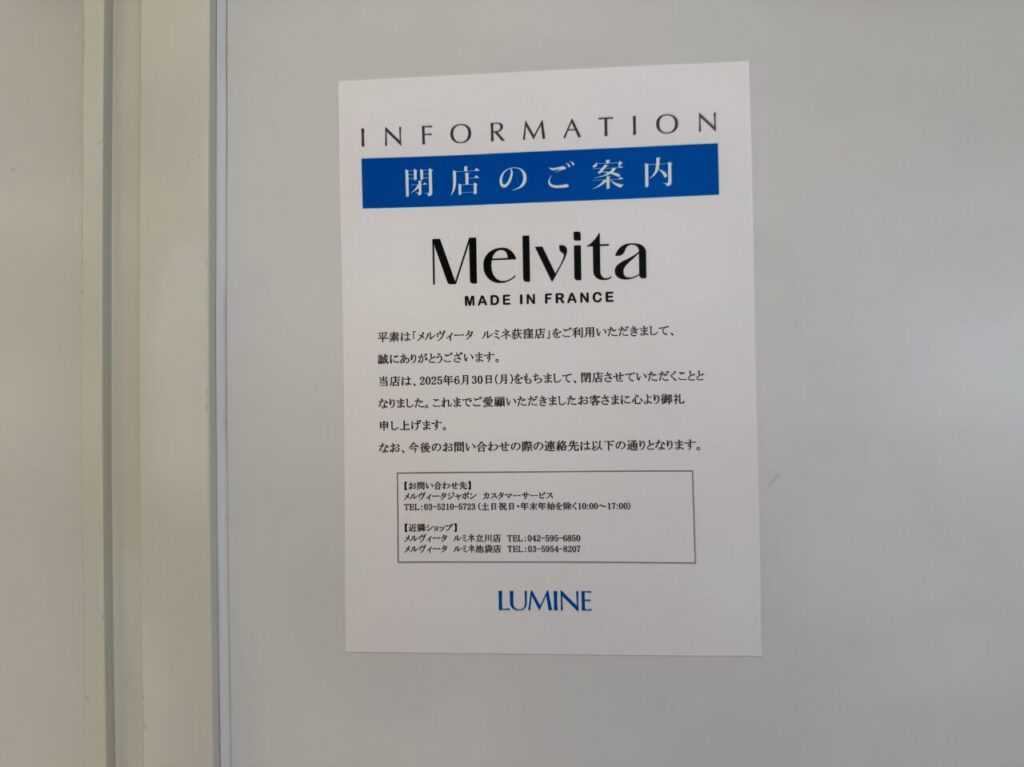 INFORMATION
閉店のご案内
Melvita
MADE IN FRANCE
平素は「メルヴィータ ルミネ荻窪店」をご利用いただきまして、
誠にありがとうございます。
当店は、2025年6月30日(月)をもちまして、閉店させていただくことと
なりました。これまでご愛顧いただきましたお客さまに心より御礼
申し上げます。
なお、今後のお問い合わせの際の連絡先は以下の通りとなります。
【お問い合わせ先】
メルヴィータジャポン カスタマーサービス
TEL:03-5210-5723(土日祝日・年末年始を除く10:00～17:00)
【近隣ショップ】
メルヴィータ ルミネ立川店 TEL:042-595-6850
メルヴィータ ルミネ池袋店 TEL:03-5954-8207
LUMINE